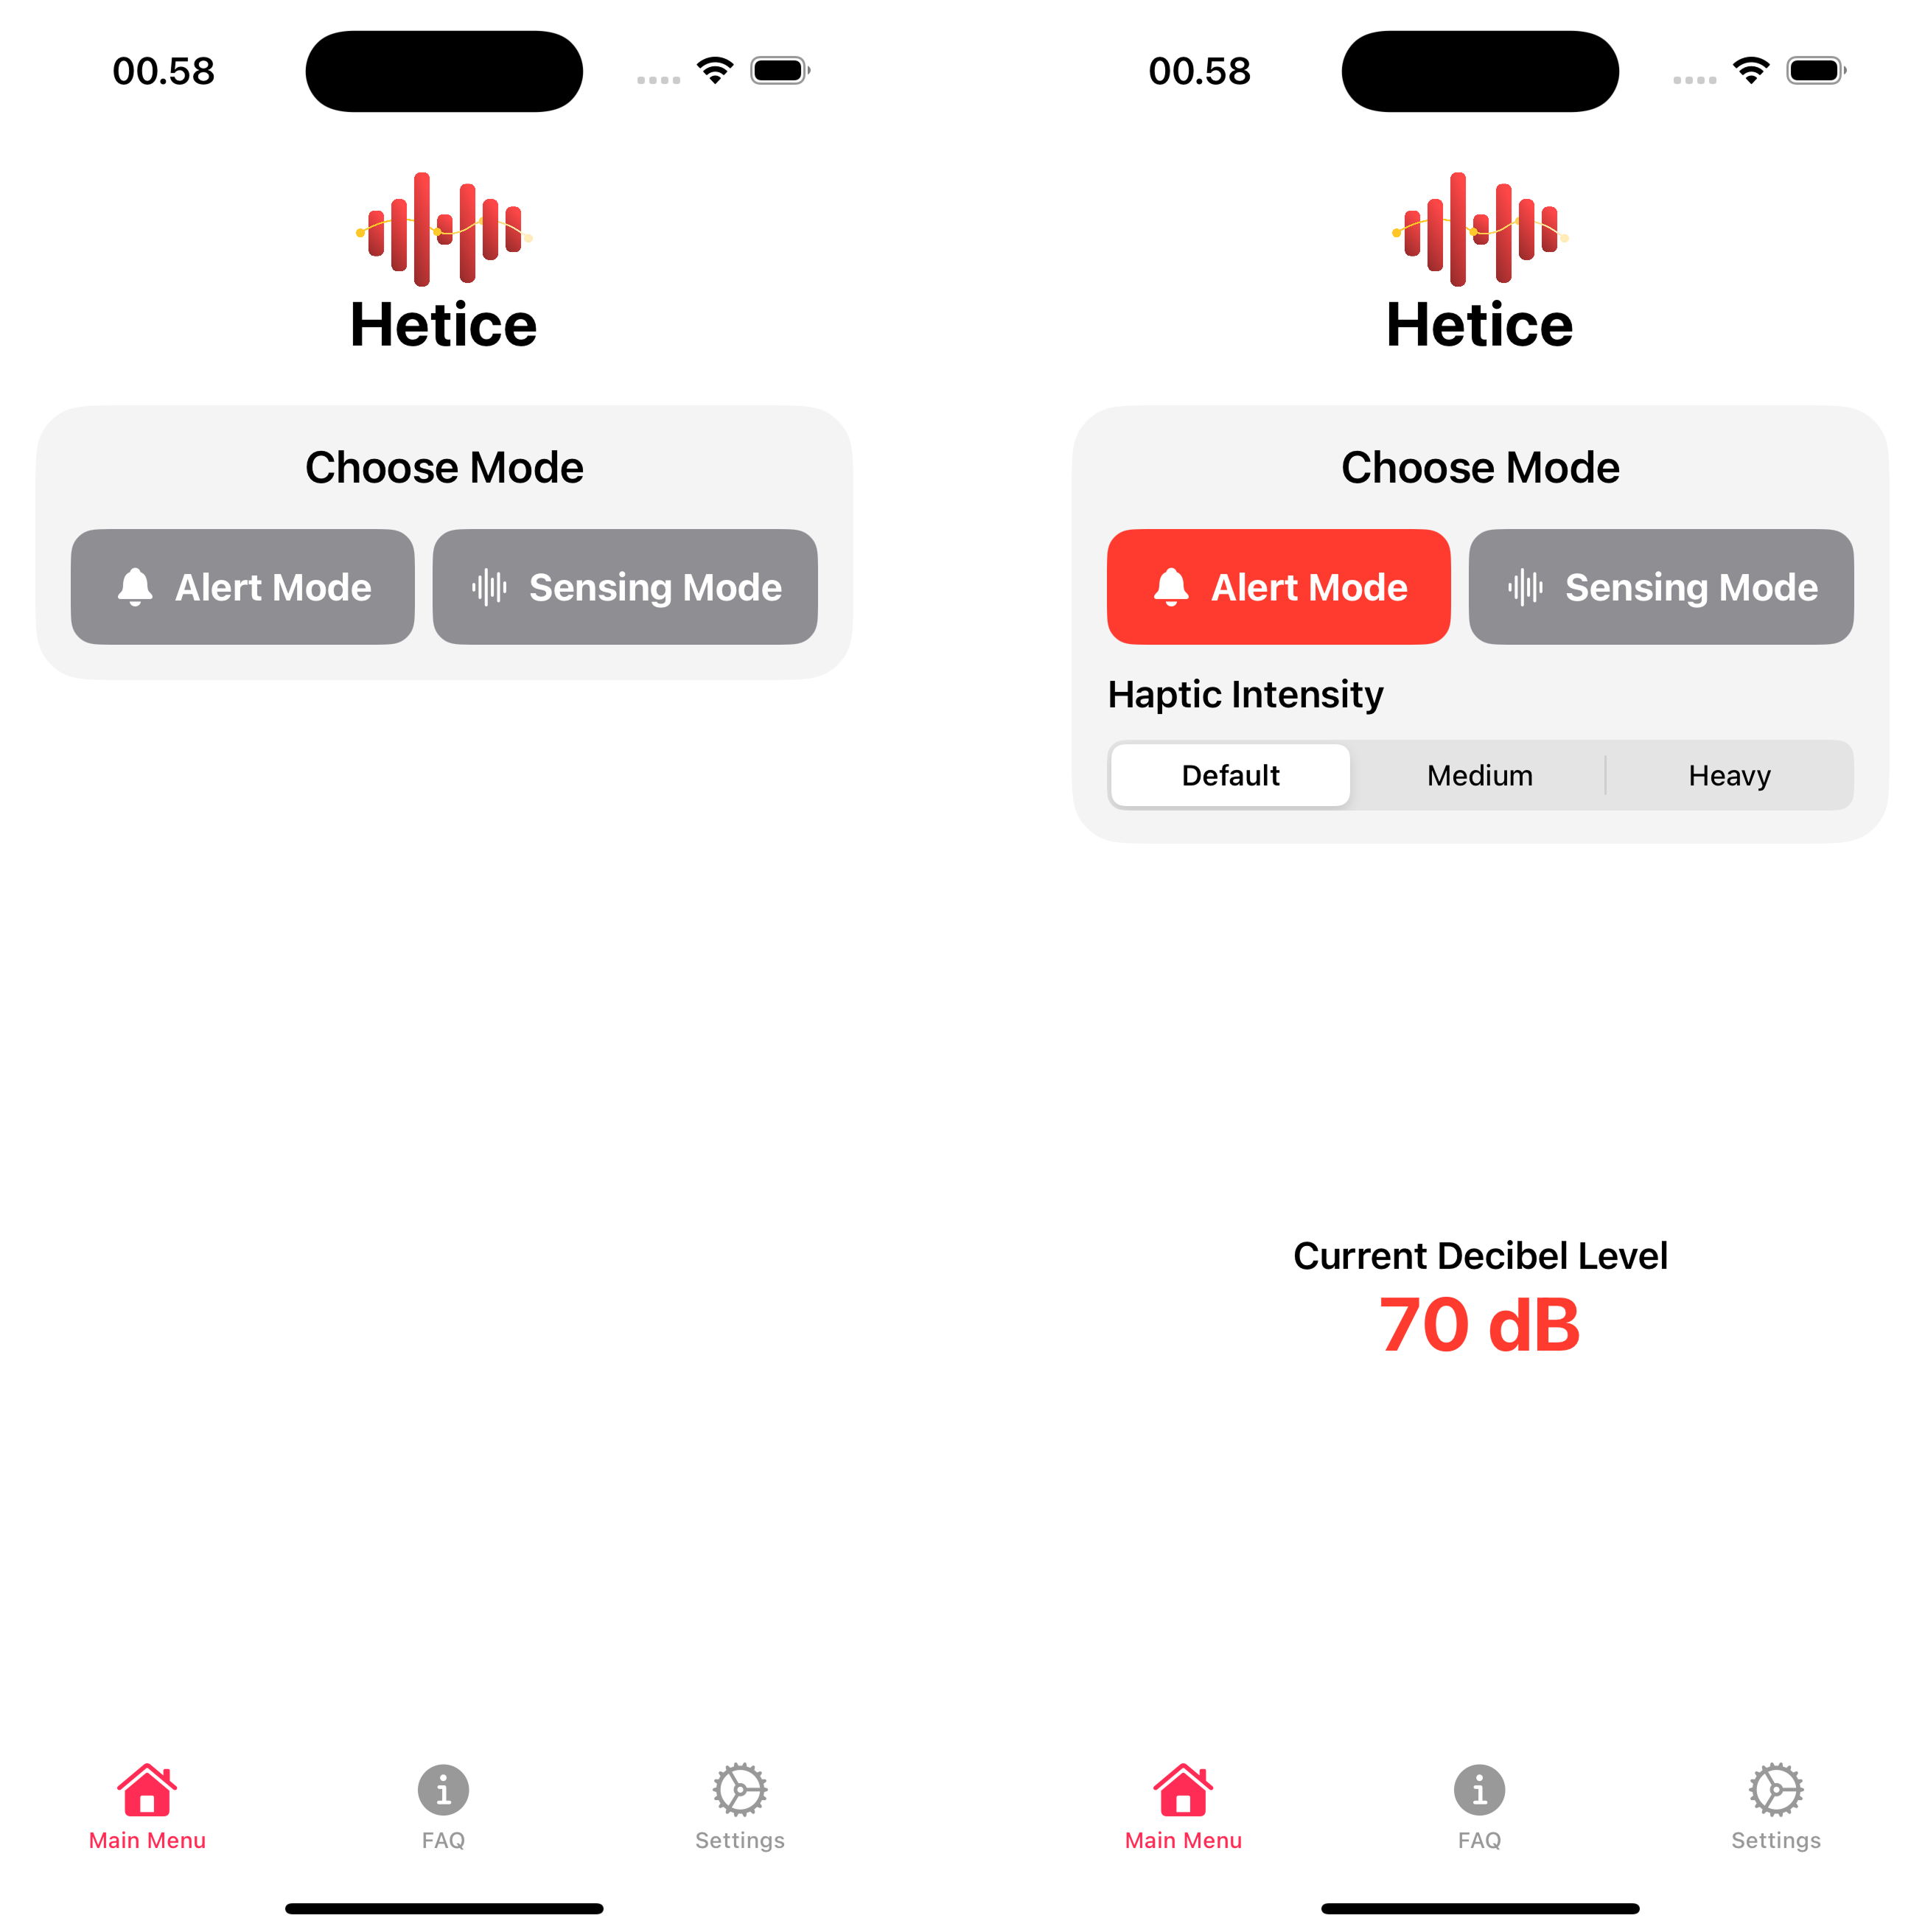 00.58
Hetice
Choose Mode
Alert Mode
Sensing Mode
Main Menu
FAQ
Settings
00.58
Hetice
Choose Mode
Alert Mode
Sensing Mode
Haptic Intensity
Default
Medium
Heavy
Current Decibel Level
70 dB
Main Menu
FAQ
Settings